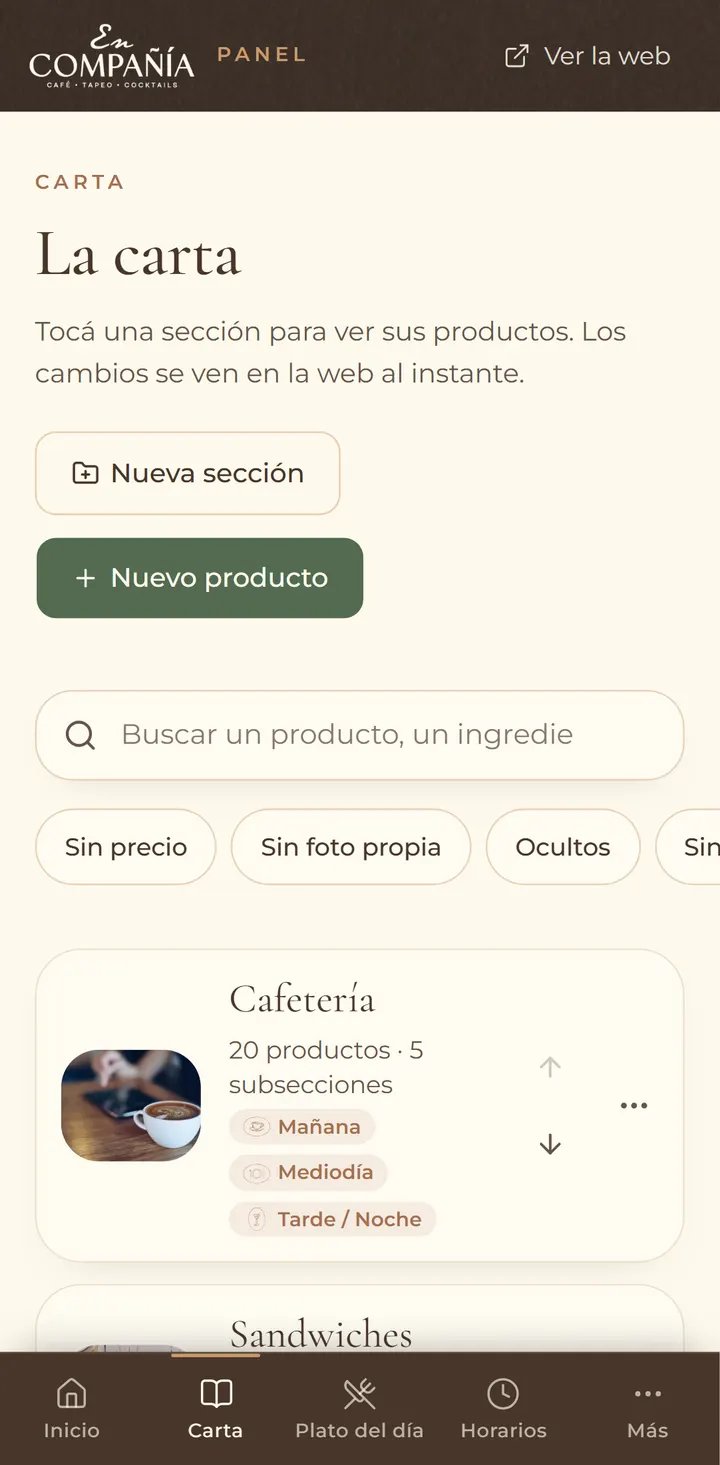 En
COMPAÑÍA
CAFÉ • TAPEO • COCKTAILS
PANEL
Ver la web
CARTA
La carta
Tocá una sección para ver sus productos. Los
cambios se ven en la web al instante.
Nueva sección
Nuevo producto
Buscar un producto, un ingredie
Sin precio
Sin foto propia
Ocultos
Sin
Cafetería
20 productos · 5
subsecciones
Mañana
Mediodía
Tarde / Noche
Sandwiches
Inicio
Carta
Plato del día
Horarios
Más